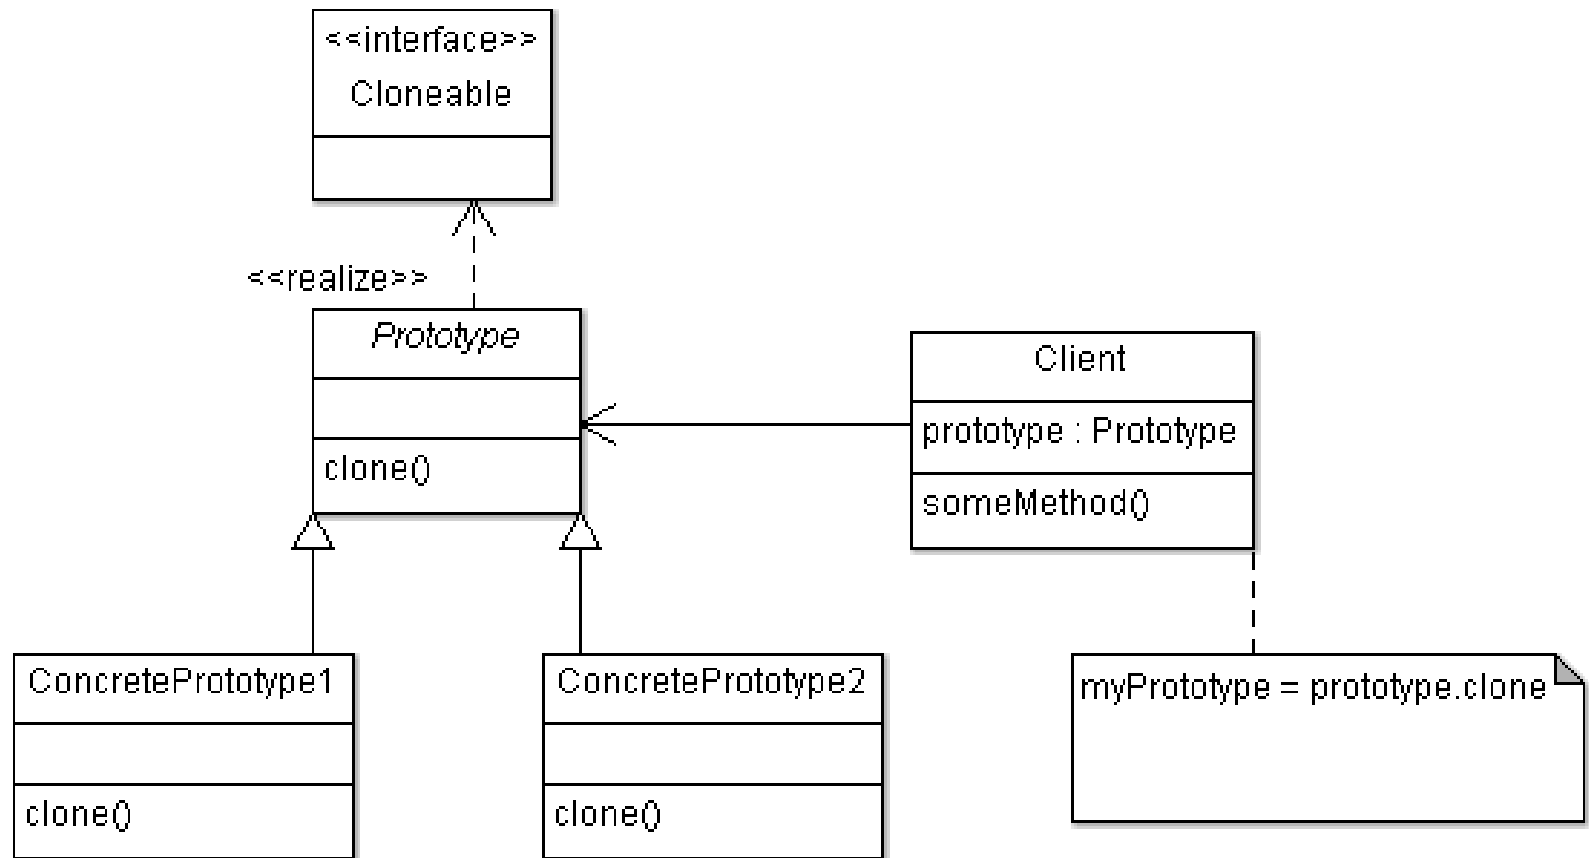 <<interface>>
Cloneable
<<realize>>
Prototype
clone()
Client
prototype : Prototype
someMethod()
ConcretePrototype1
clone()
ConcretePrototype2
clone()
myPrototype = prototype.clone